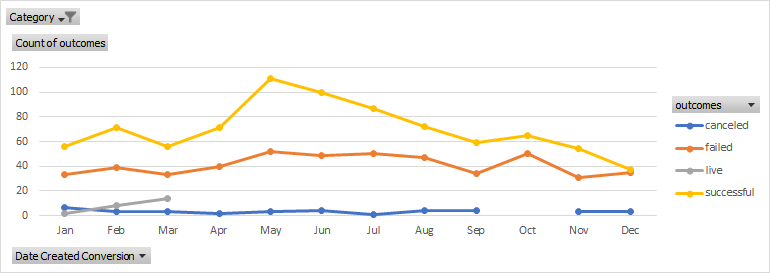 Category
Count of outcomes
120
100
80
60
40
20
0
Jan Feb Mar Apr May Jun Jul Aug Sep Oct Nov Dec
outcomes
canceled
failed
live
successful
Date Created Conversion